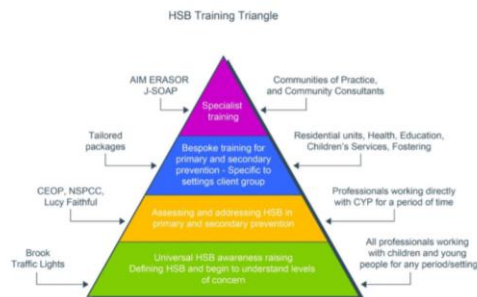 HSB Training Triangle
AIM ERASOR
J-SOAP
Specialist
training
Communities of Practice,
and Community Consultants
Tailored
packages
Bespoke training for
primary and secondary
prevention - Specific to
settings client group
Residential units, Health, Education,
Children's Services, Fostering
CEOP, NSPCC,
Lucy Faithful
Assessing and addressing HSB in
primary and secondary prevention
Professionals working directly
with CYP for a period of time
Brook
Traffic Lights
Universal HSB awareness raising
Defining HSB and begin to understand levels
of concern
All professionals working
with children and young
people for any period/setting